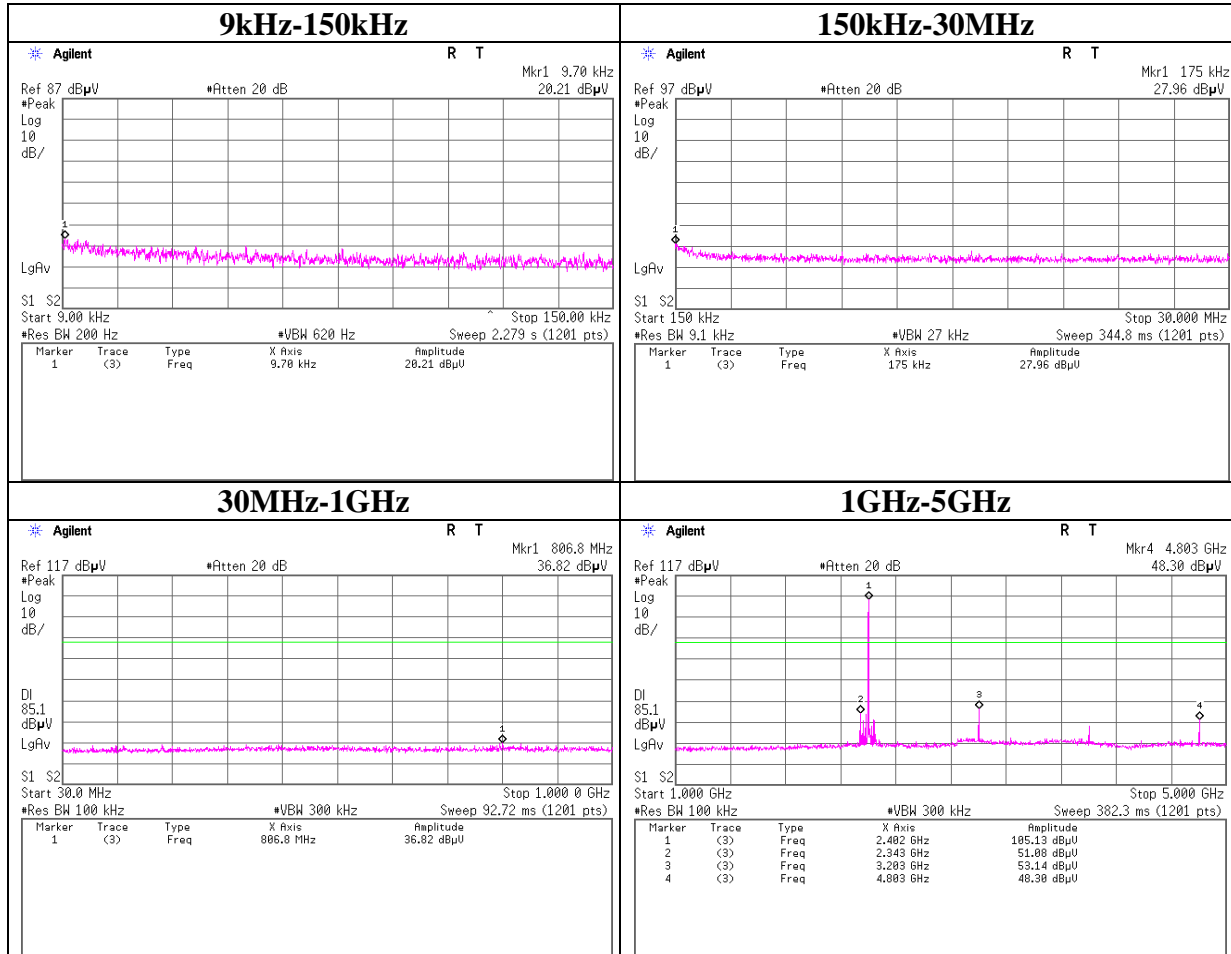 9kHz-150kHz
Agilent R T
Mkr1 9.70 kHz
Ref 87 dBµV #Atten 20 dB 20.21 dBµV
#Peak
Log
10
dB/
1
LgAv
S1 S2
Start 9.00 kHz ^ Stop 150.00 kHz
#Res BW 200 Hz #VBW 620 Hz Sweep 2.279 s (1201 pts)
Marker Trace Type X Axis Amplitude
1 (3) Freq 9.70 kHz 20.21 dBµV
150kHz-30MHz
Agilent R T
Mkr1 175 kHz
Ref 97 dBµV #Atten 20 dB 27.96 dBµV
#Peak
Log
10
dB/
1
LgAv
S1 S2
Start 150 kHz Stop 30.000 MHz
#Res BW 9.1 kHz #VBW 27 kHz Sweep 344.8 ms (1201 pts)
Marker Trace Type X Axis Amplitude
1 (3) Freq 175 kHz 27.96 dBµV
30MHz-1GHz
Agilent R T
Mkr1 806.8 MHz
Ref 117 dBµV #Atten 20 dB 36.82 dBµV
#Peak
Log
10
dB/
DI
85.1
dBµV
1
LgAv
S1 S2
Start 30.0 MHz Stop 1.000 0 GHz
#Res BW 100 kHz #VBW 300 kHz Sweep 92.72 ms (1201 pts)
Marker Trace Type X Axis Amplitude
1 (3) Freq 806.8 MHz 36.82 dBµV
1GHz-5GHz
Agilent R T
Mkr4 4.803 GHz
Ref 117 dBµV #Atten 20 dB 48.30 dBµV
#Peak
1
Log
10
dB/
DI
2 3
85.1
4
dBµV
LgAv
S1 S2
Start 1.000 GHz Stop 5.000 GHz
#Res BW 100 kHz #VBW 300 kHz Sweep 382.3 ms (1201 pts)
Marker Trace Type X Axis Amplitude
1 (3) Freq 2.402 GHz 105.13 dBµV
2 (3) Freq 2.343 GHz 51.08 dBµV
3 (3) Freq 3.203 GHz 53.14 dBµV
4 (3) Freq 4.803 GHz 48.30 dBµV